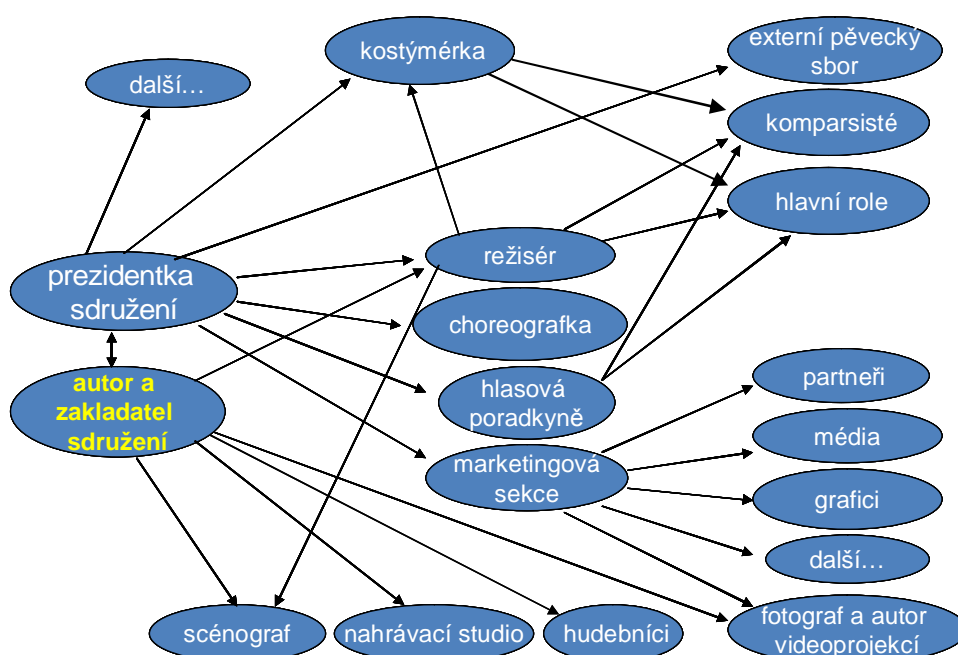 externí pěvecký
sbor
kostýmérka
další…
komparsisté
hlavní role
režisér
prezidentka
sdružení
choreografka
autor a
zakladatel
sdružení
hlasová
poradkyně
partneři
média
marketingová
sekce
grafici
další…
scénograf
nahrávací studio
hudebníci
fotograf a autor
videoprojekcí